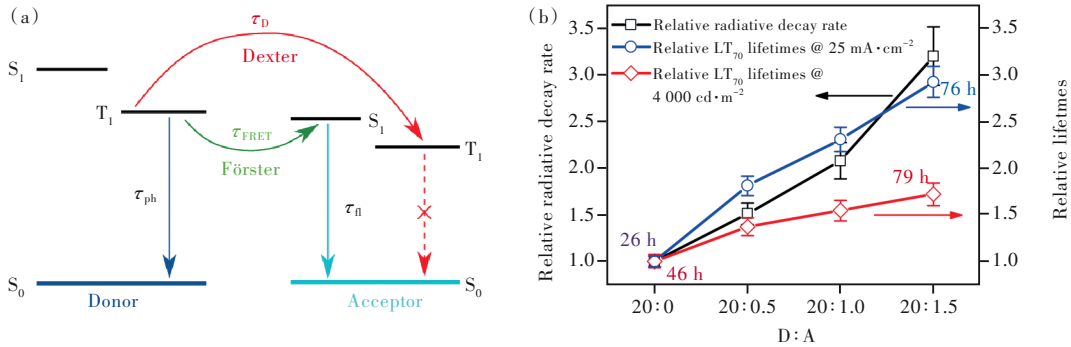 (a)
τD
Dexter
S1
T1
τFRET
Förster
S1
T1
τph
τfl
S0
S0
Donor
Acceptor
(b)
Relative radiative decay rate
Relative LT70 lifetimes @ 25 mA·cm−2
Relative LT70 lifetimes @
4 000 cd·m−2
3.5
3.0
2.5
2.0
1.5
1.0
Relative radiative decay rate
3.5
3.0
2.5
2.0
1.5
1.0
Relative lifetmes
76 h
79 h
26 h
46 h
20∶0
20∶0.5
20∶1.0
20∶1.5
D∶A